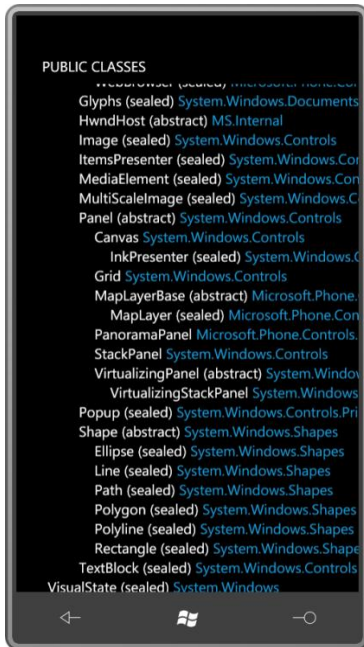 PUBLIC CLASSES
Glyphs (sealed) System.Windows.Documents
HwndHost (abstract) MS.Internal
Image (sealed) System.Windows.Controls
ItemsPresenter (sealed) System.Windows.Con
MediaElement (sealed) System.Windows.Con
MultiScaleImage (sealed) System.Windows.C
Panel (abstract) System.Windows.Controls
Canvas System.Windows.Controls
InkPresenter (sealed) System.Windows.C
Grid System.Windows.Controls
MapLayerBase (abstract) Microsoft.Phone.
MapLayer (sealed) Microsoft.Phone.Con
PanoramaPanel Microsoft.Phone.Controls.
StackPanel System.Windows.Controls
VirtualizingPanel (abstract) System.Window
VirtualizingStackPanel System.Windows
Popup (sealed) System.Windows.Controls.Pri
Shape (abstract) System.Windows.Shapes
Ellipse (sealed) System.Windows.Shapes
Line (sealed) System.Windows.Shapes
Path (sealed) System.Windows.Shapes
Polygon (sealed) System.Windows.Shapes
Polyline (sealed) System.Windows.Shapes
Rectangle (sealed) System.Windows.Shape
TextBlock (sealed) System.Windows.Controls
VisualState (sealed) System.Windows